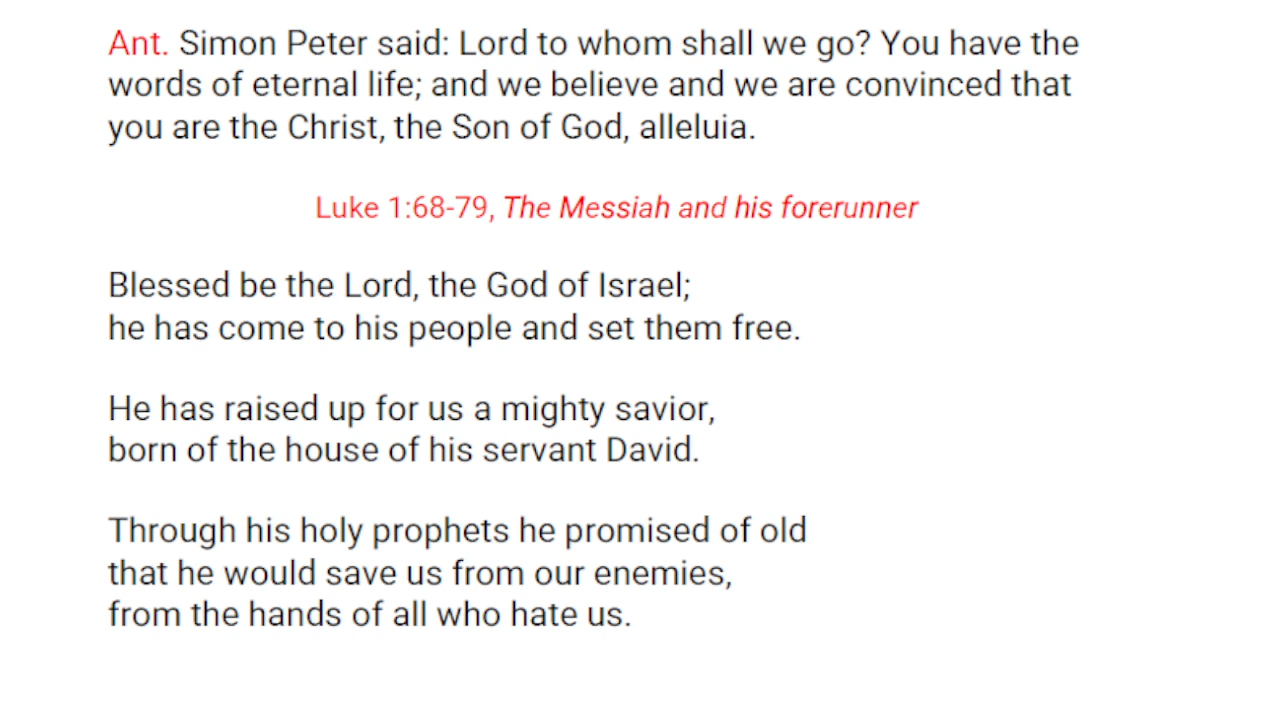 Ant. Simon Peter said: Lord to whom shall we go? You have the
words of eternal life; and we believe and we are convinced that
you are the Christ, the Son of God, alleluia.
Luke 1:68-79, The Messiah and his forerunner
Blessed be the Lord, the God of Israel;
he has come to his people and set them free.
He has raised up for us a mighty savior,
born of the house of his servant David.
Through his holy prophets he promised of old
that he would save us from our enemies,
from the hands of all who hate us.